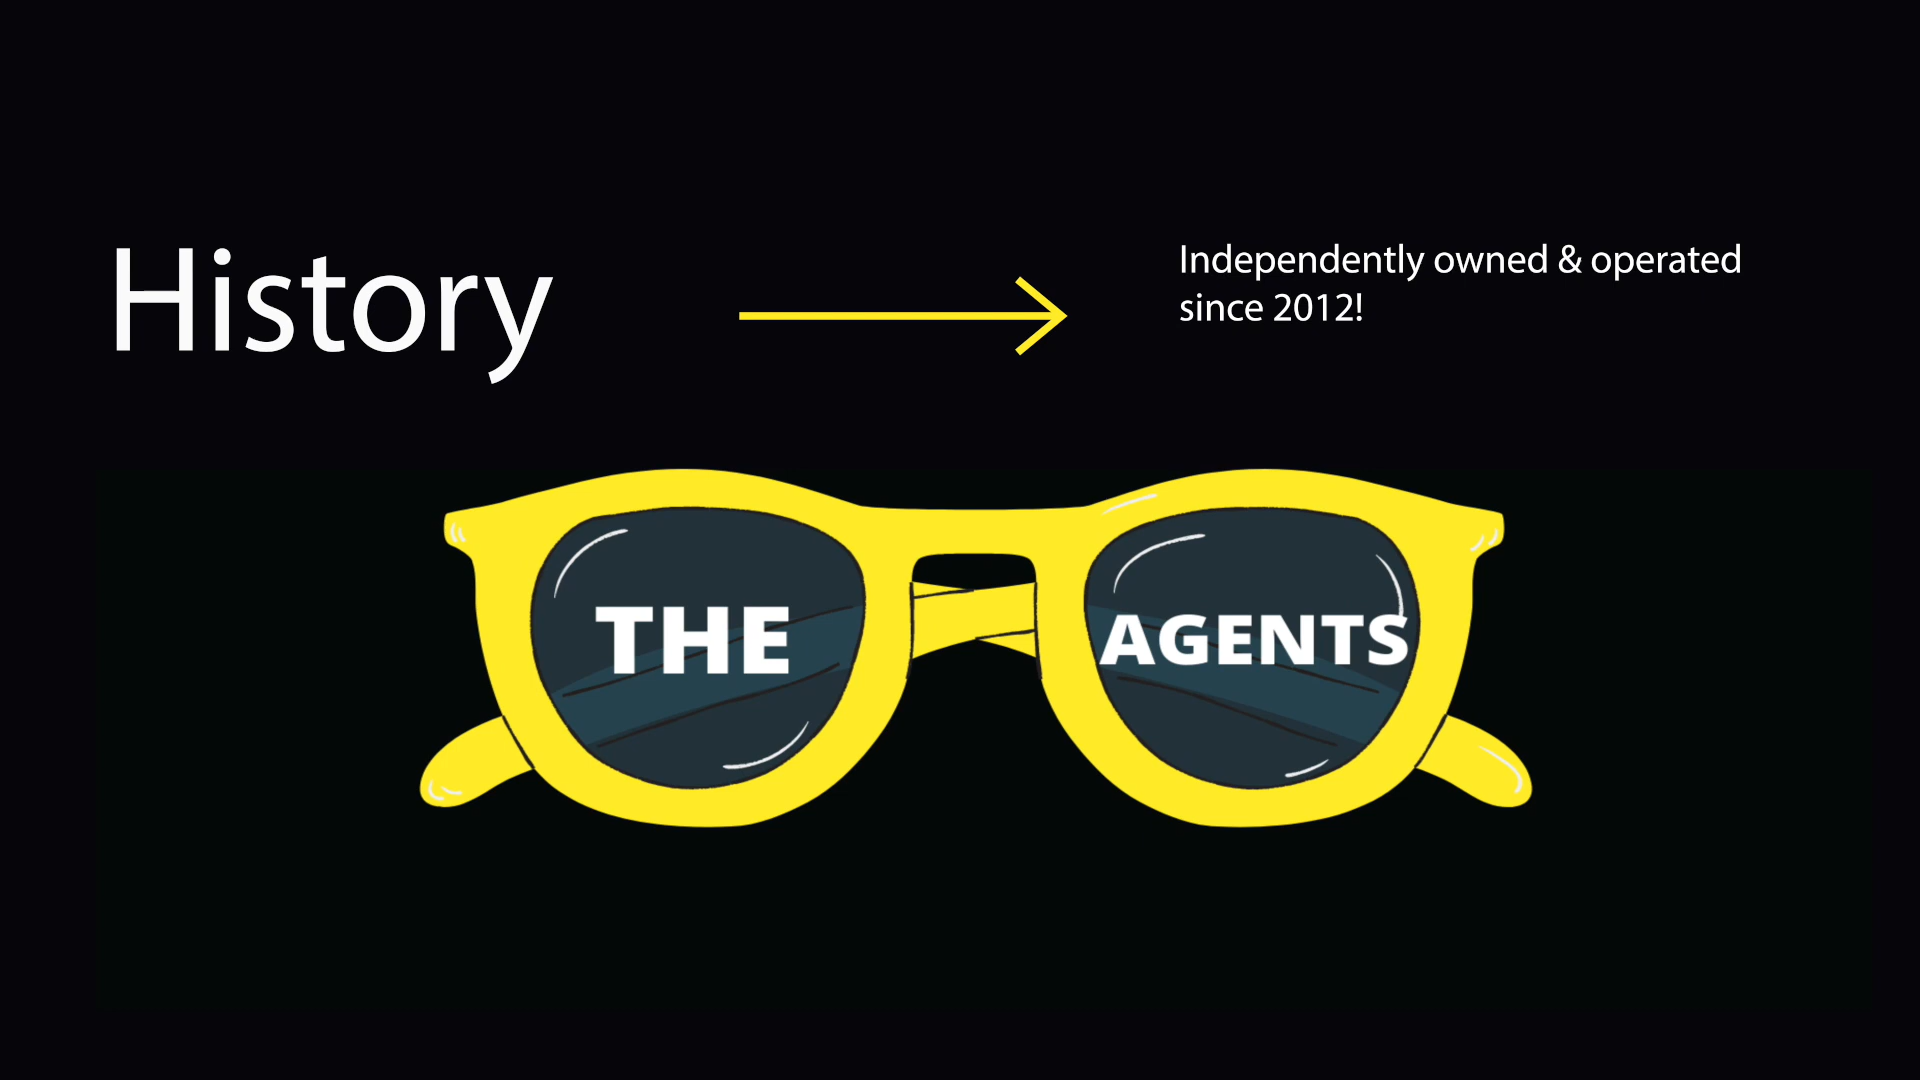 History
Independently owned & operated
since 2012!
THE
AGENTS